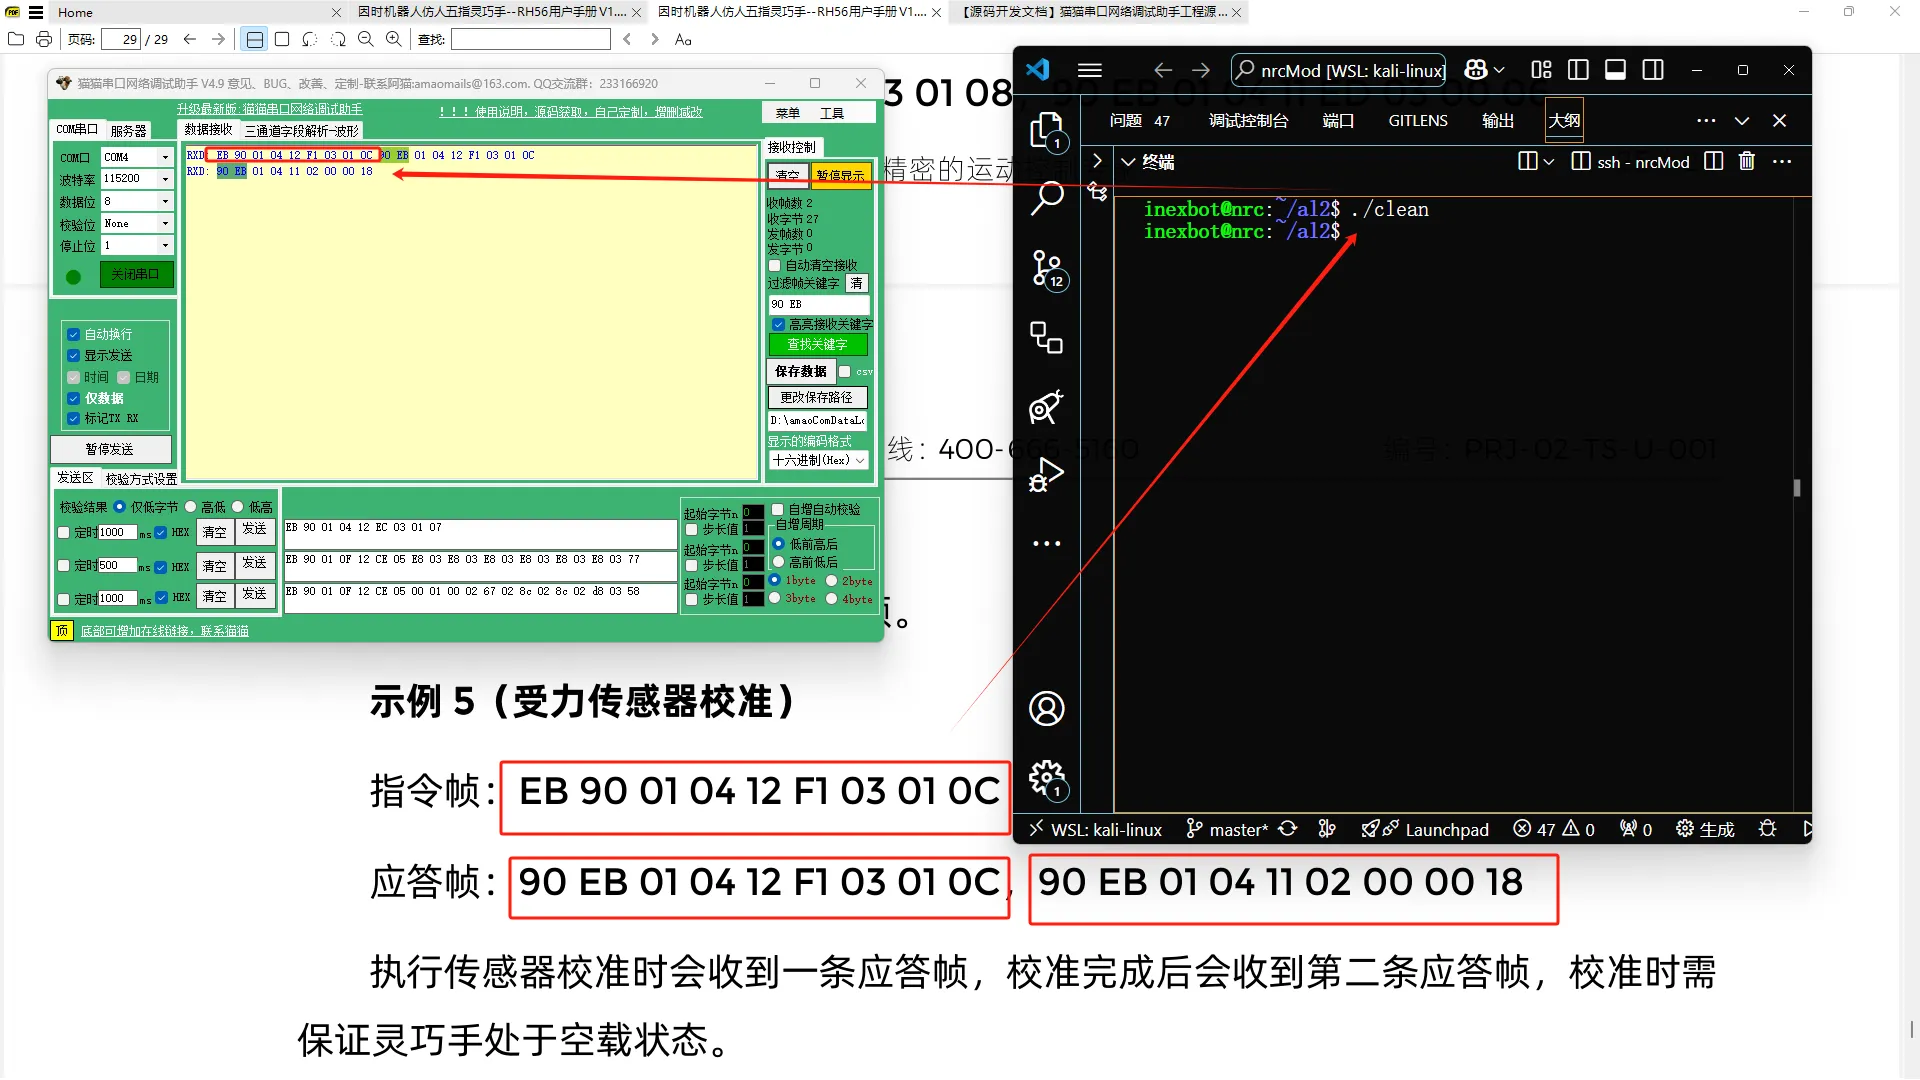 Home
因时机器人仿人五指灵巧手--RH56用户手册V1....
因时机器人仿人五指灵巧手--RH56用户手册V1....
【源码开发文档】猫猫串口网络调试助手工程源...
页码: 29 / 29
查找:
Aa
猫猫串口网络调试助手 V4.9 意见、BUG、改善、定制-联系阿猫:amaomails@163.com. QQ交流群: 233166920
升级最新版:猫猫串口网络调试助手
！！！使用说明，源码获取，自己定制，增删减改
菜单 工具
COM串口 服务器
数据接收 三通道字段解析-波形
COM口 COM4
波特率 115200
数据位 8
校验位 None
停止位 1
关闭串口
RXD: EB 90 01 04 12 F1 03 01 0C 90 EB 01 04 12 F1 03 01 0C
RXD: 90 EB 01 04 11 02 00 00 18
接收控制
清空 暂停显示
收帧数 2
收字节 27
发帧数 0
发字节 0
自动清空接收
过滤帧关键字 清
90 EB
高亮接收关键字
查找关键字
保存数据 csv
更改保存路径
D:\amaoComDataLo
显示的编码格式
十六进制(Hex)
自动换行
显示发送
时间 日期
仅数据
标记TX RX
暂停发送
发送区 校验方式设置
校验结果 仅低字节 高低 低高
定时 1000 ms HEX 清空 发送
EB 90 01 04 12 EC 03 01 07
定时 500 ms HEX 清空 发送
EB 90 01 0F 12 CE 05 E8 03 E8 03 E8 03 E8 03 E8 03 E8 03 77
定时 1000 ms HEX 清空 发送
EB 90 01 0F 12 CE 05 00 01 00 02 67 02 8c 02 8c 02 d8 03 58
起始字节n 0 自增自动校验
步长值 1 自增周期
起始字节n 0 低前高后
步长值 1 高前低后
起始字节n 0 1byte 2byte
步长值 1 3byte 4byte
顶 底部可增加在线链接，联系猫猫
3 01 08, 90 EB 01 04 11 ED 03 00 06
精密的运动控
线：400-666-5160
编号：PRJ-02-TS-U-001
nrcMod [WSL: kali-linux]
问题 47 调试控制台 端口 GITLENS 输出 大纲
终端
ssh - nrcMod
inexbot@nrc:~/al2$ ./clean
inexbot@nrc:~/al2$
1
12
1
WSL: kali-linux master* Launchpad 47 0 0 生成
示例 5（受力传感器校准）
指令帧：EB 90 01 04 12 F1 03 01 0C
应答帧：90 EB 01 04 12 F1 03 01 0C，90 EB 01 04 11 02 00 00 18
执行传感器校准时会收到一条应答帧，校准完成后会收到第二条应答帧，校准时需
保证灵巧手处于空载状态。